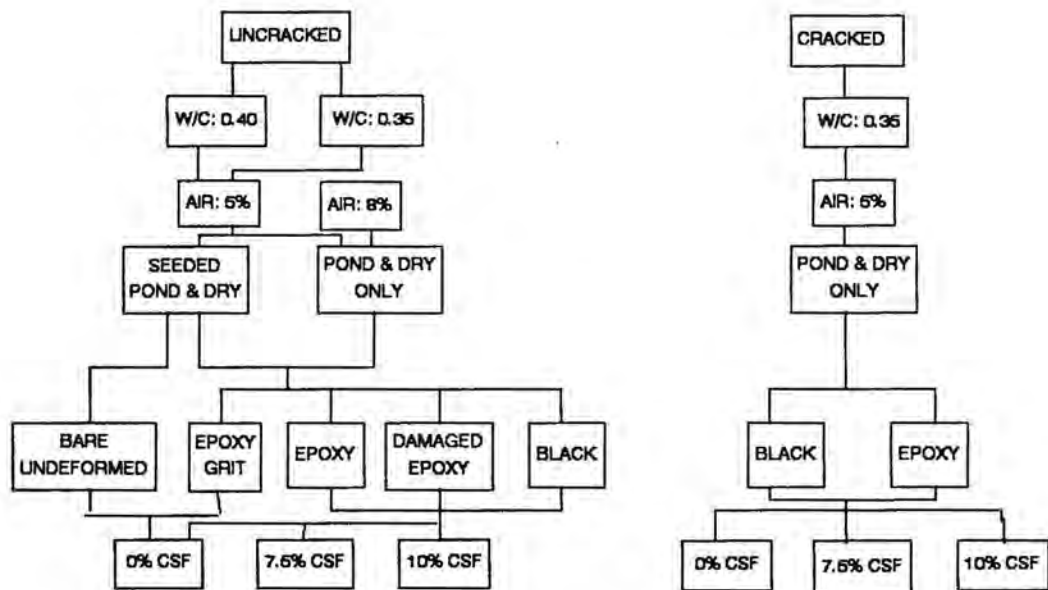 UNCRACKED
W/C: 0.40
W/C: 0.35
AIR: 5%
AIR: 8%
SEEDED
POND & DRY
POND & DRY
ONLY
BARE
UNDEFORMED
EPOXY
GRIT
EPOXY
DAMAGED
EPOXY
BLACK
0% CSF
7.5% CSF
10% CSF
CRACKED
W/C: 0.35
AIR: 5%
POND & DRY
ONLY
BLACK
EPOXY
0% CSF
7.5% CSF
10% CSF